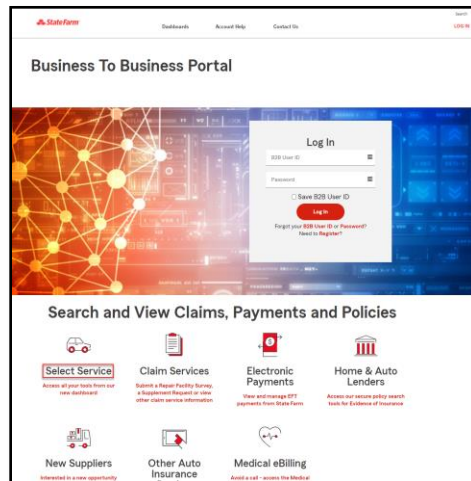 Search
State Farm
Dashboards Account Help Contact Us
LOG IN
Business To Business Portal
Log In
B2B User ID
Password
Save B2B User ID
Log In
Forgot your B2B User ID or Password?
Need to Register?
Search and View Claims, Payments and Policies
Select Service
Access all your tools from our
new dashboard
Claim Services
Submit a Repair Facility Survey,
a Supplement Request or view
other claim service information
Electronic
Payments
View and manage EFT
payments from State Farm
Home & Auto
Lenders
Access our secure policy search
tools for Evidence of Insurance
New Suppliers
Interested in a new opportunity
Other Auto
Insurance
Medical eBilling
Avoid a call - access the Medical